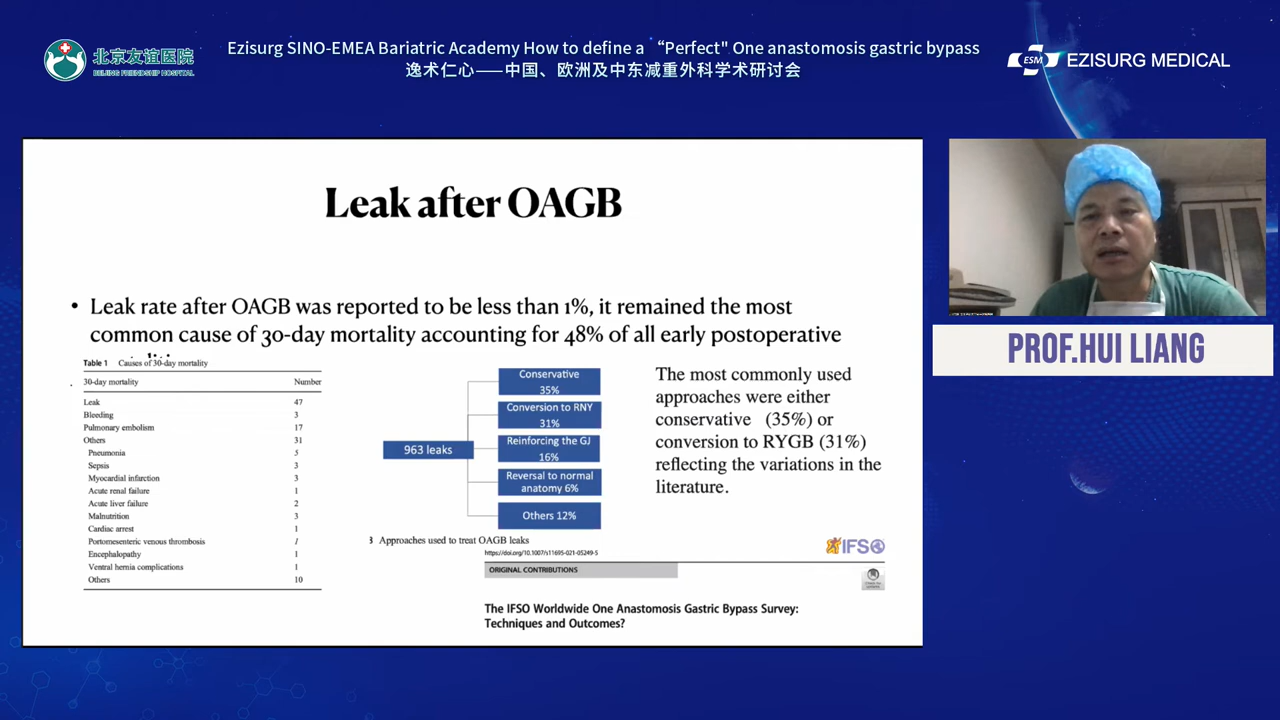 北京友谊医院
BEIJING FRIENDSHIP HOSPITAL
Ezisurg SINO-EMEA Bariatric Academy How to define a “Perfect" One anastomosis gastric bypass
逸术仁心——中国、欧洲及中东减重外科学术研讨会
ESM EZISURG MEDICAL
Leak after OAGB
• Leak rate after OAGB was reported to be less than 1%, it remained the most
common cause of 30-day mortality accounting for 48% of all early postoperative
Table 1 Causes of 30-day mortality
30-day mortality Number
Leak 47
Bleeding 3
Pulmonary embolism 17
Others 31
Pneumonia 5
Sepsis 3
Myocardial infarction 3
Acute renal failure 1
Acute liver failure 2
Malnutrition 3
Cardiac arrest 1
Portomesenteric venous thrombosis 1
Encephalopathy 1
Ventral hernia complications 1
Others 10
963 leaks
Conservative
35%
Conversion to RNY
31%
Reinforcing the GJ
16%
Reversal to normal
anatomy 6%
Others 12%
3 Approaches used to treat OAGB leaks
The most commonly used
approaches were either
conservative (35%) or
conversion to RYGB (31%)
reflecting the variations in the
literature.
https://doi.org/10.1007/s11695-021-05249-5
IFSO
ORIGINAL CONTRIBUTIONS
The IFSO Worldwide One Anastomosis Gastric Bypass Survey:
Techniques and Outcomes?
PROF.HUI LIANG